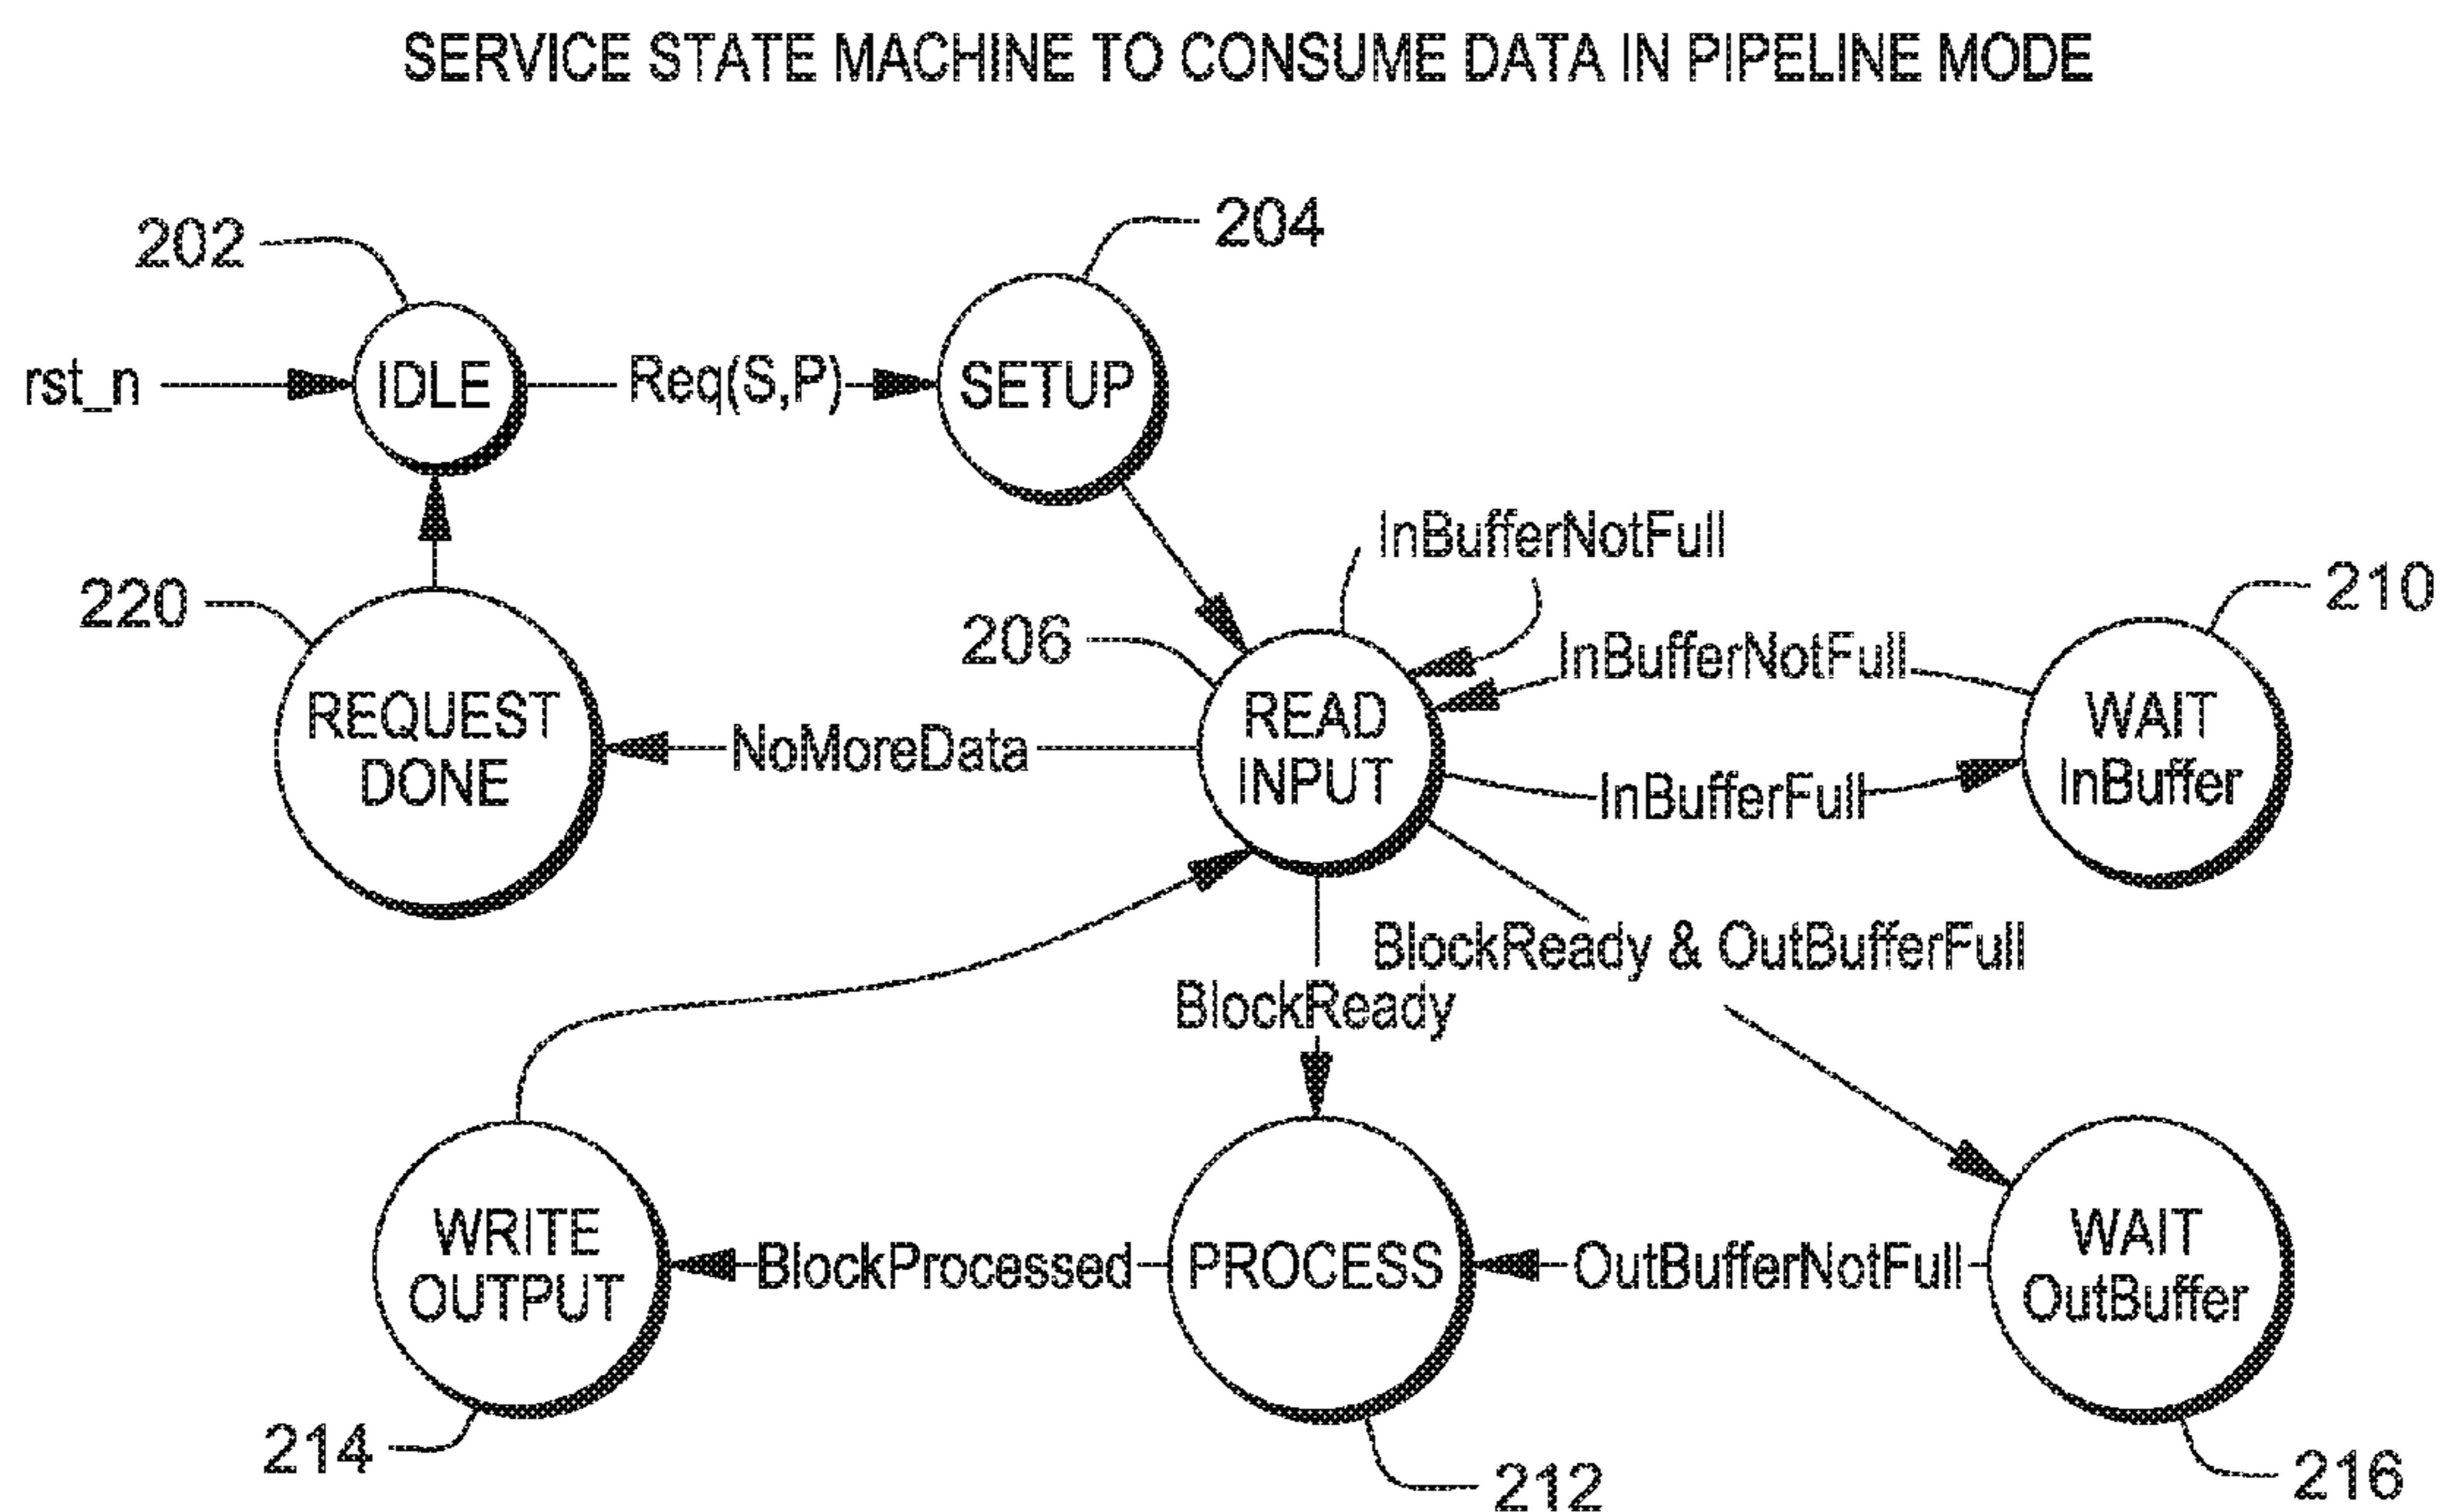 SERVICE STATE MACHINE TO CONSUME DATA IN PIPELINE MODE
202
204
rst_n
IDLE
Req(S,P)
SETUP
InBufferNotFull
220
206
InBufferNotFull
210
REQUEST
DONE
NoMoreData
READ
INPUT
InBufferFull
WAIT
InBuffer
BlockReady & OutBufferFull
BlockReady
WRITE
OUTPUT
BlockProcessed
PROCESS
OutBufferNotFull
WAIT
OutBuffer
214
212
216